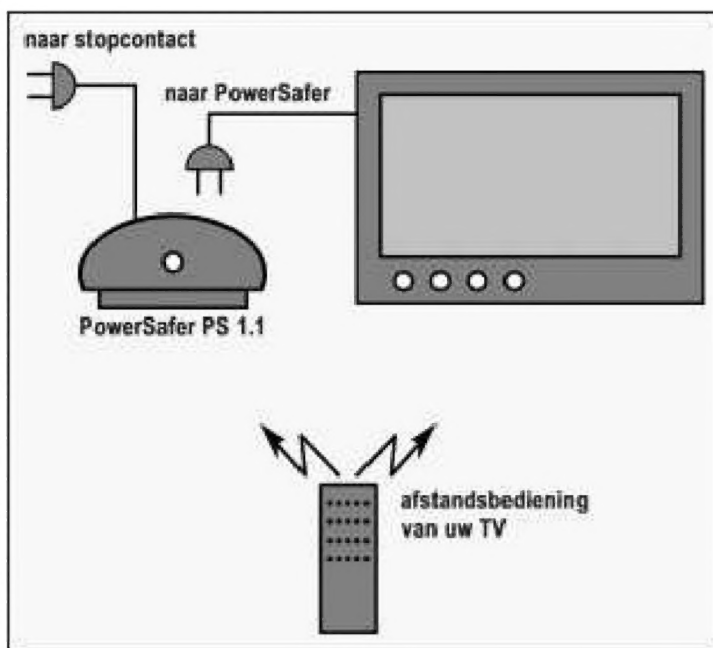 naar stopcontact
naar PowerSafer
PowerSafer PS 1.1
afstandsbediening
van uw TV